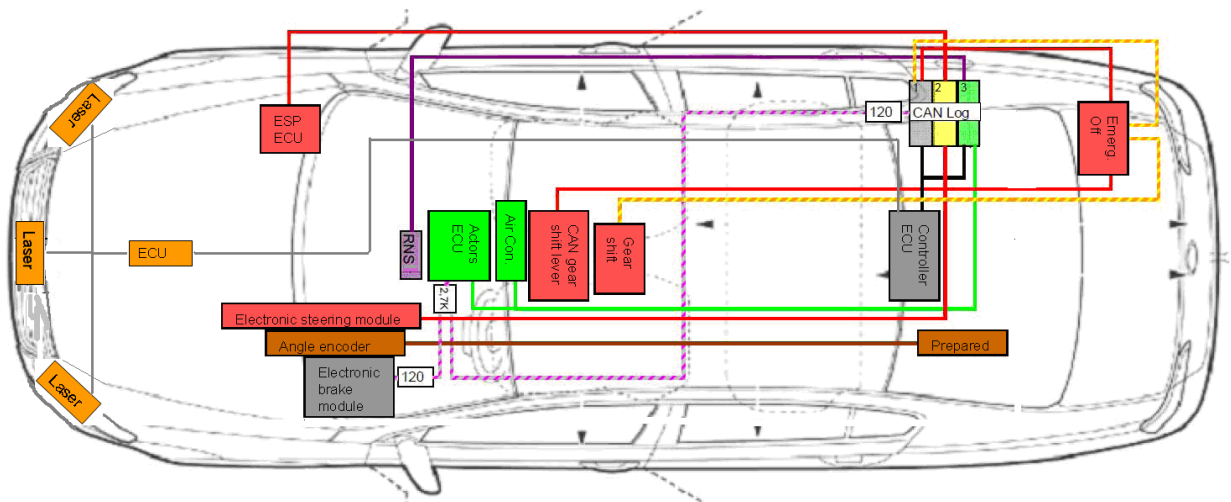 Laser
1
2
3
120
CAN Log
ESP
ECU
Emerg.
Off
Laser
ECU
RNS
Actors
ECU
Air Con.
CAN gear
shift lever
Gear
shift
Controller
ECU
2,7K
Electronic steering module
Angle encoder
Prepared
Laser
Electronic
brake
module
120